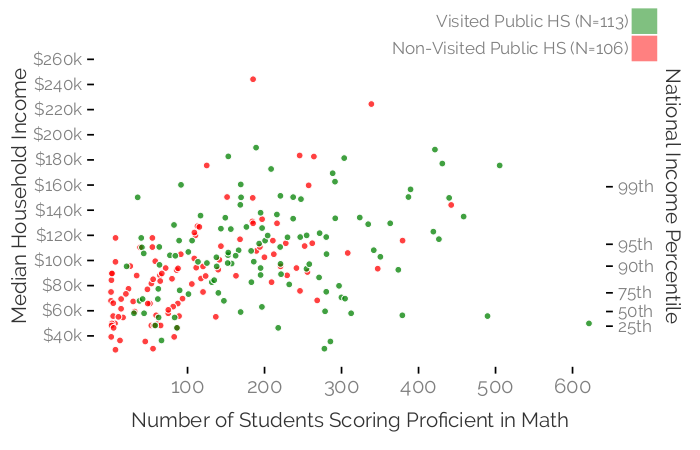 Visited Public HS (N=113)
Non-Visited Public HS (N=106)
$260k
$240k
$220k
$200k
$180k
$160k
$140k
$120k
$100k
$80k
$60k
$40k
Median Household Income
National Income Percentile
99th
95th
90th
75th
50th
25th
100 200 300 400 500 600
Number of Students Scoring Proficient in Math